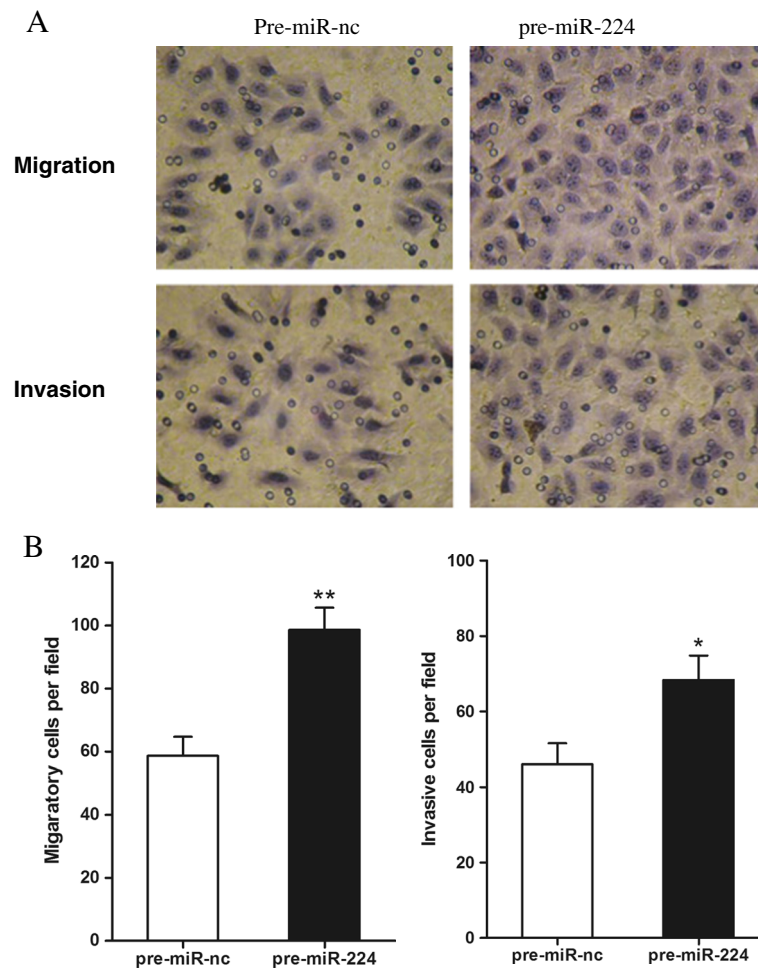 A
Pre-miR-nc pre-miR-224
Migration
Invasion
B
120
100
80
60
40
20
0
Migaratory cells per field
**
pre-miR-nc pre-miR-224
100
80
60
40
20
0
Invasive cells per field
*
pre-miR-nc pre-miR-224